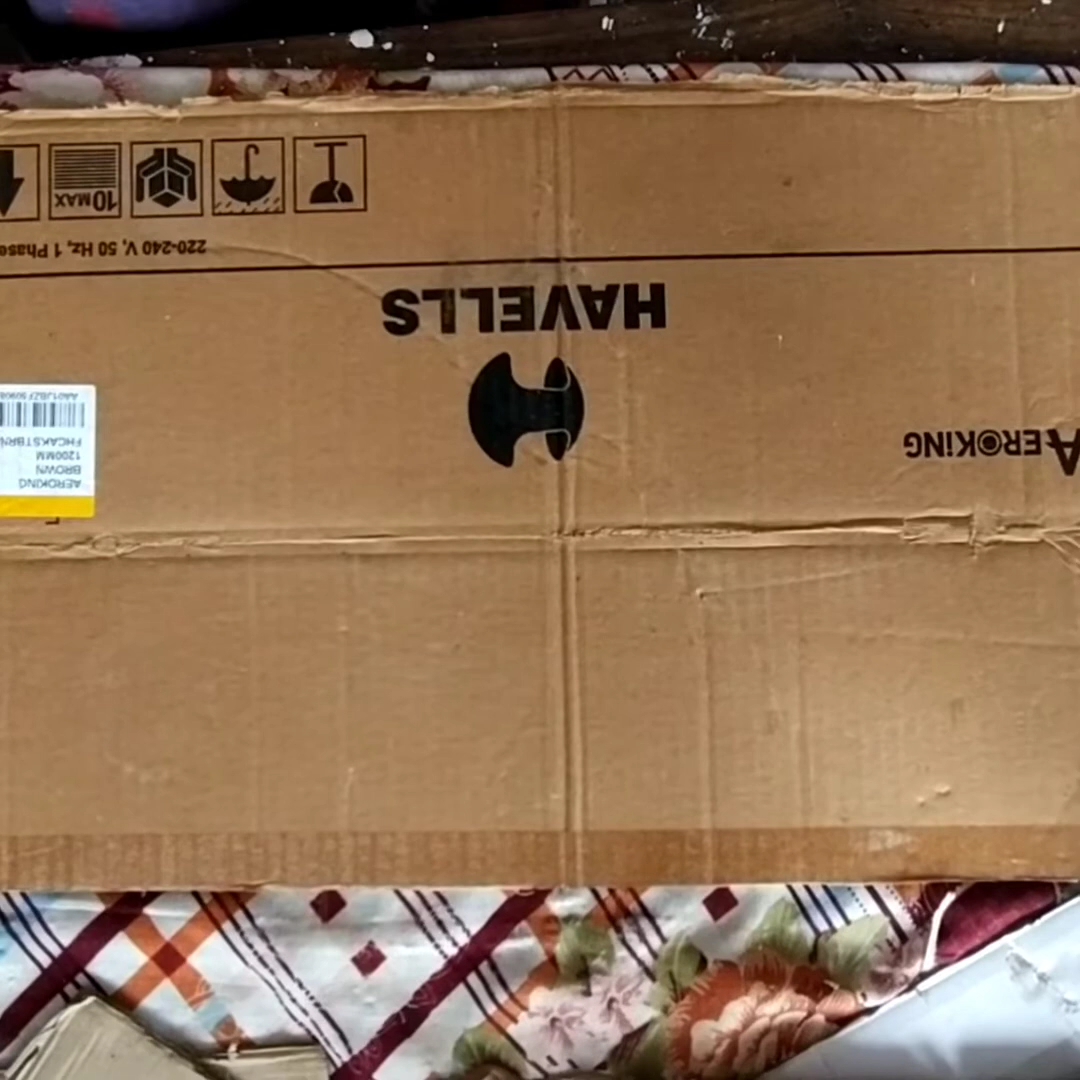 AEROKiNG
AEROKING
BROWN
1200MM
FHCAKSTBRN
HAVELLS
220-240 V, 50 Hz, 1 Phase
10 MAX